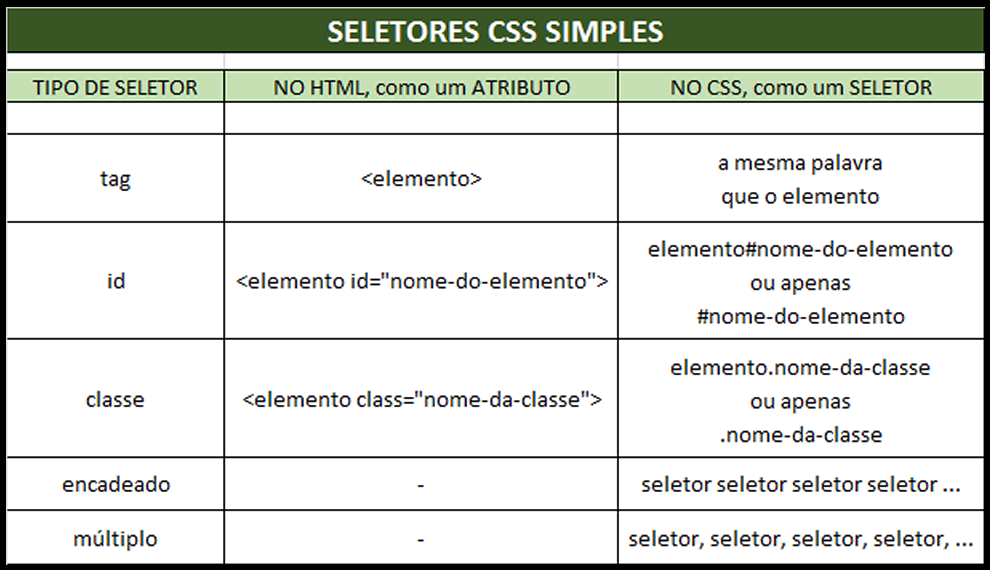 SELETORES CSS SIMPLES
TIPO DE SELETOR
NO HTML, como um ATRIBUTO
NO CSS, como um SELETOR
tag
<elemento>
a mesma palavra
que o elemento
id
<elemento id="nome-do-elemento">
elemento#nome-do-elemento
ou apenas
#nome-do-elemento
classe
<elemento class="nome-da-classe">
elemento.nome-da-classe
ou apenas
.nome-da-classe
encadeado
-
seletor seletor seletor seletor ...
múltiplo
-
seletor, seletor, seletor, seletor, ...